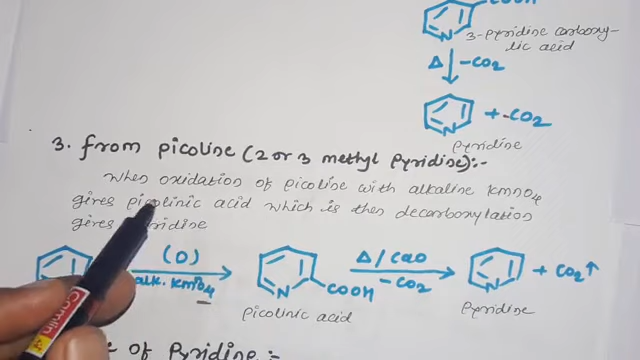 COOH
N
3-pyridine carboxy-
lic acid
Δ -CO2
N + -CO2
pyridine
3. from picoline (2 or 3 methyl Pyridine):-
When oxidation of picoline with alkaline KMnO4
gives picolinic acid which is then decarboxylation
gives
(O)
alk. KMnO4
N COOH
picolinic acid
Δ/CaO
-CO2
N + CO2↑
Pyridine
of Pyridine :-